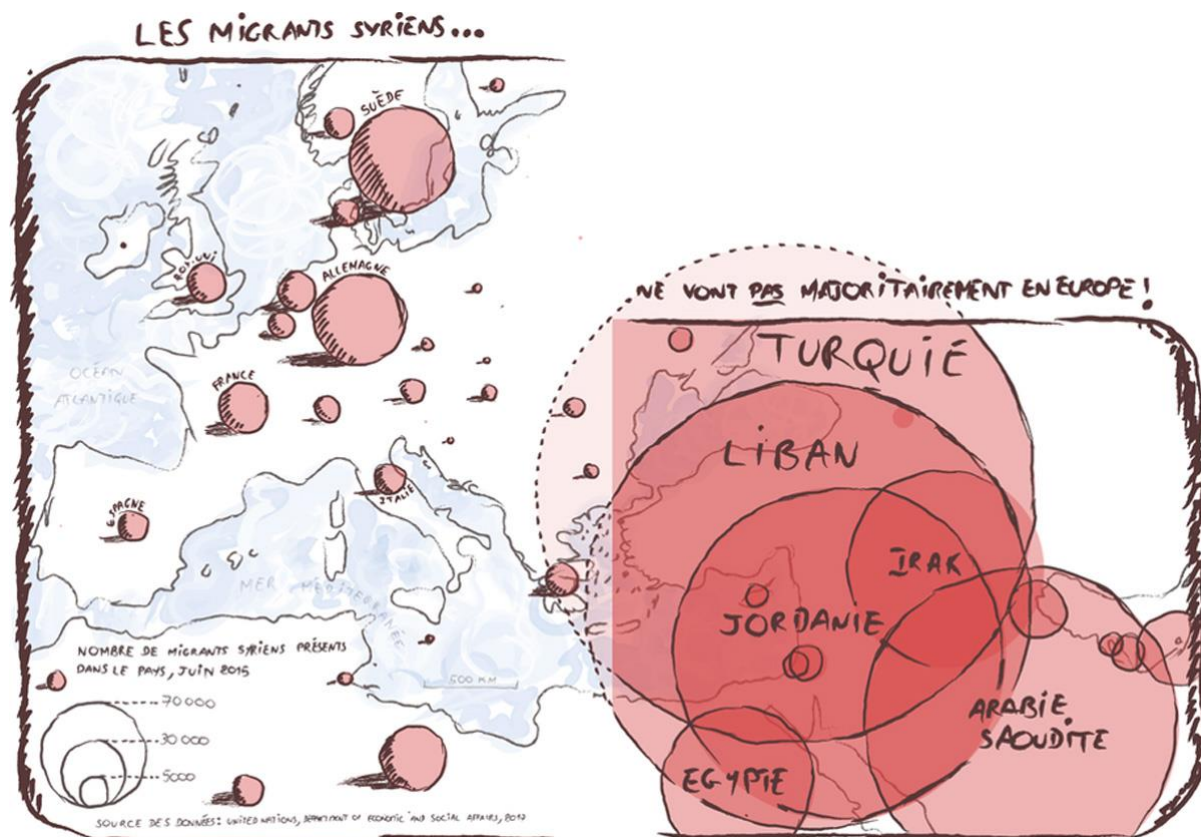 LES MIGRANTS SYRIENS...
SUÈDE
ROY-UNI
ALLEMAGNE
NE VONT PAS MAJORITAIREMENT EN EUROPE !
TURQUIE
OCÉAN
ATLANTIQUE
FRANCE
LIBAN
ITALIE
ESPAGNE
IRAK
MER MÉDITERRANÉE
JORDANIE
NOMBRE DE MIGRANTS SYRIENS PRÉSENTS
DANS LE PAYS, JUIN 2015
500 KM
70 000
30 000
5000
ARABIE
SAOUDITE
EGYPTE
SOURCE DES DONNÉES: UNITED NATIONS, DEPARTMENT OF ECONOMIC AND SOCIAL AFFAIRS, 2017